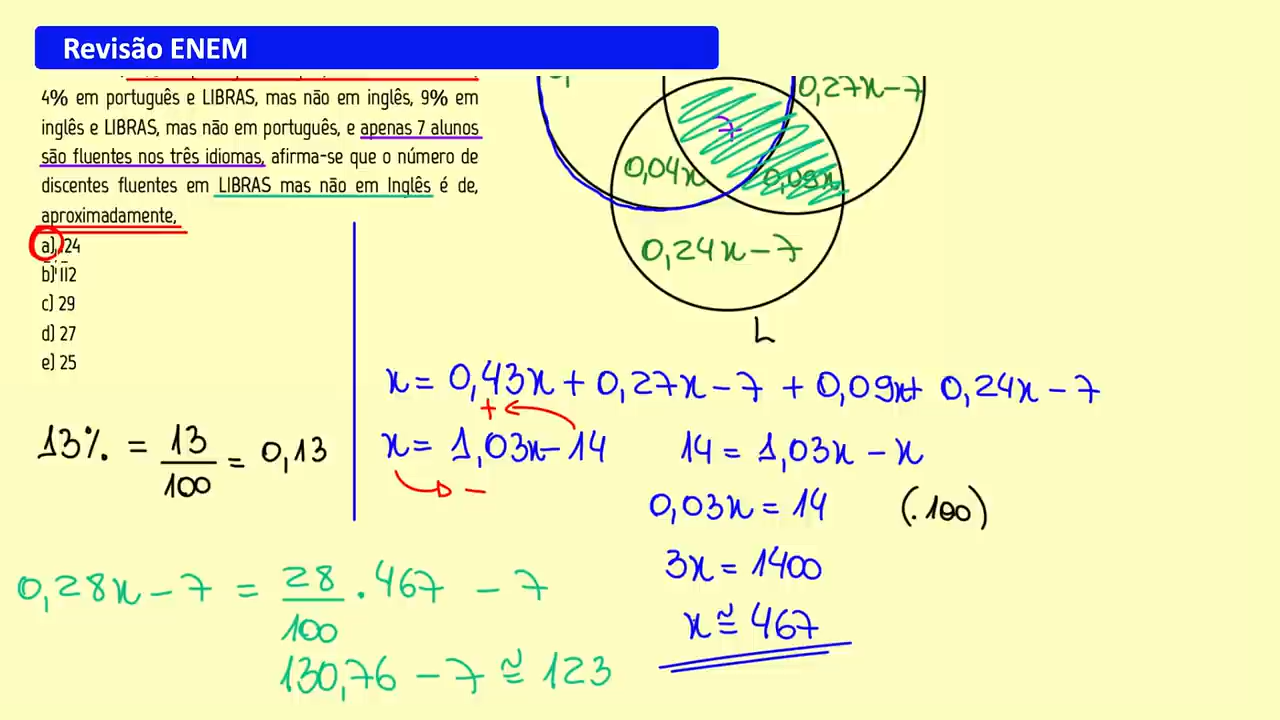 Revisão ENEM
4% em português e LIBRAS, mas não em inglês, 9% em
inglês e LIBRAS, mas não em português, e apenas 7 alunos
são fluentes nos três idiomas, afirma-se que o número de
discentes fluentes em LIBRAS mas não em Inglês é de,
aproximadamente,
a) 124
b) 112
c) 29
d) 27
e) 25
0,27x - 7
7
0,04x
0,09x
0,24x - 7
L
x = 0,43x + 0,27x - 7 + 0,09x + 0,24x - 7
+
x = 1,03x - 14
-
14 = 1,03x - x
0,03x = 14 (.100)
3x = 1400
x ≅ 467
13% = 13/100 = 0,13
0,28x - 7 = 28/100 . 467 - 7
130,76 - 7 ≅ 123